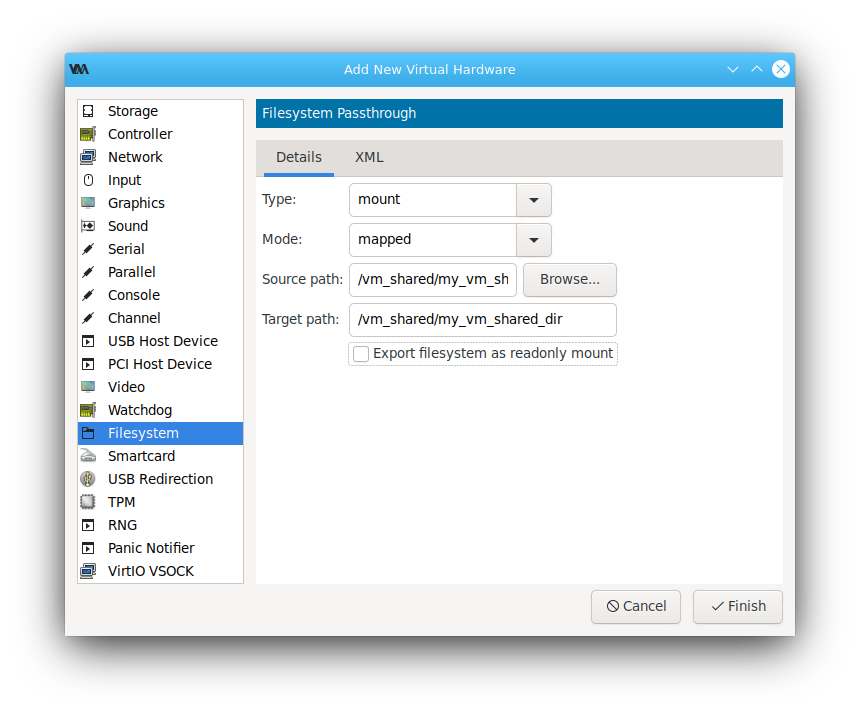 Add New Virtual Hardware
Storage
Controller
Network
Input
Graphics
Sound
Serial
Parallel
Console
Channel
USB Host Device
PCI Host Device
Video
Watchdog
Filesystem
Smartcard
USB Redirection
TPM
RNG
Panic Notifier
VirtIO VSOCK
Filesystem Passthrough
Details XML
Type: mount
Mode: mapped
Source path: /vm_shared/my_vm_sh Browse...
Target path: /vm_shared/my_vm_shared_dir
Export filesystem as readonly mount
Cancel Finish